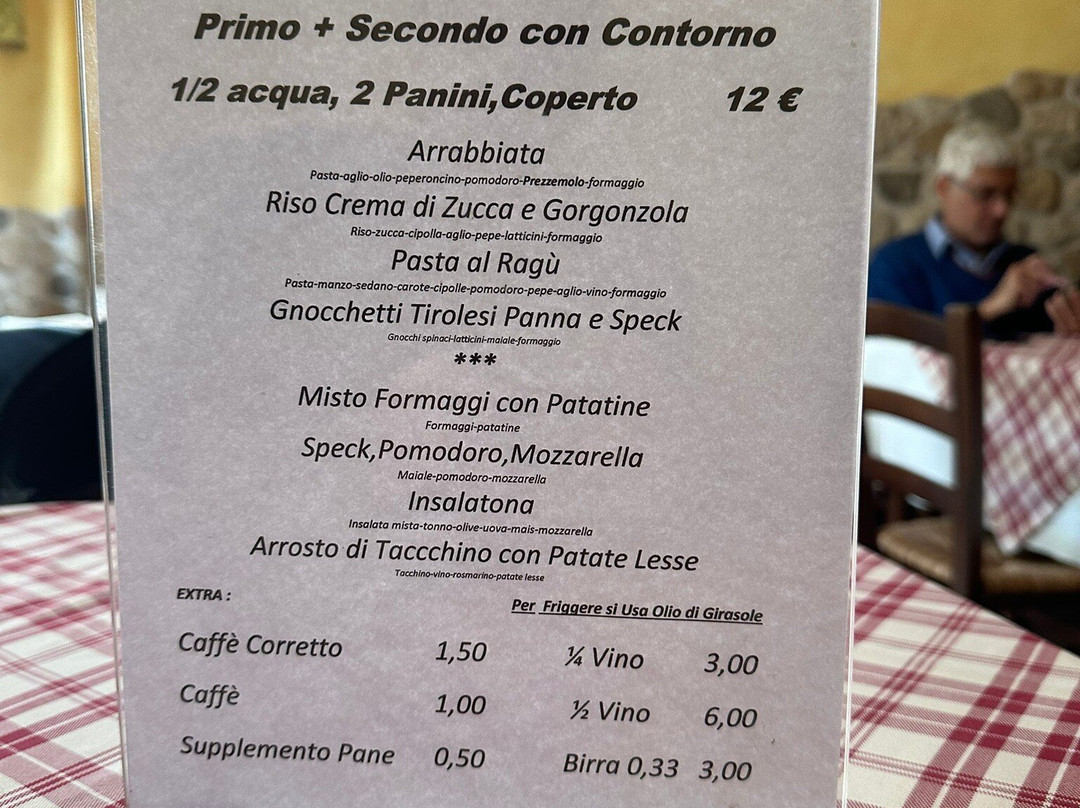 Primo + Secondo con Contorno
1/2 acqua, 2 Panini,Coperto 12 €
Arrabbiata
Pasta-aglio-olio-peperoncino-pomodoro-Prezzemolo-formaggio
Riso Crema di Zucca e Gorgonzola
Riso-zucca-cipolla-aglio-pepe-latticini-formaggio
Pasta al Ragù
Pasta-manzo-sedano-carote-cipolle-pomodoro-pepe-aglio-vino-formaggio
Gnocchetti Tirolesi Panna e Speck
Gnocchi spinaci-latticini-maiale-formaggio
***
Misto Formaggi con Patatine
Formaggi-patatine
Speck,Pomodoro,Mozzarella
Maiale-pomodoro-mozzarella
Insalatona
Insalata mista-tonno-olive-uova-mais-mozzarella
Arrosto di Taccchino con Patate Lesse
Tacchino-vino-rosmarino-patate lesse
EXTRA :
Per Friggere si Usa Olio di Girasole
Caffè Corretto 1,50 ¼ Vino 3,00
Caffè 1,00 ½ Vino 6,00
Supplemento Pane 0,50 Birra 0,33 3,00